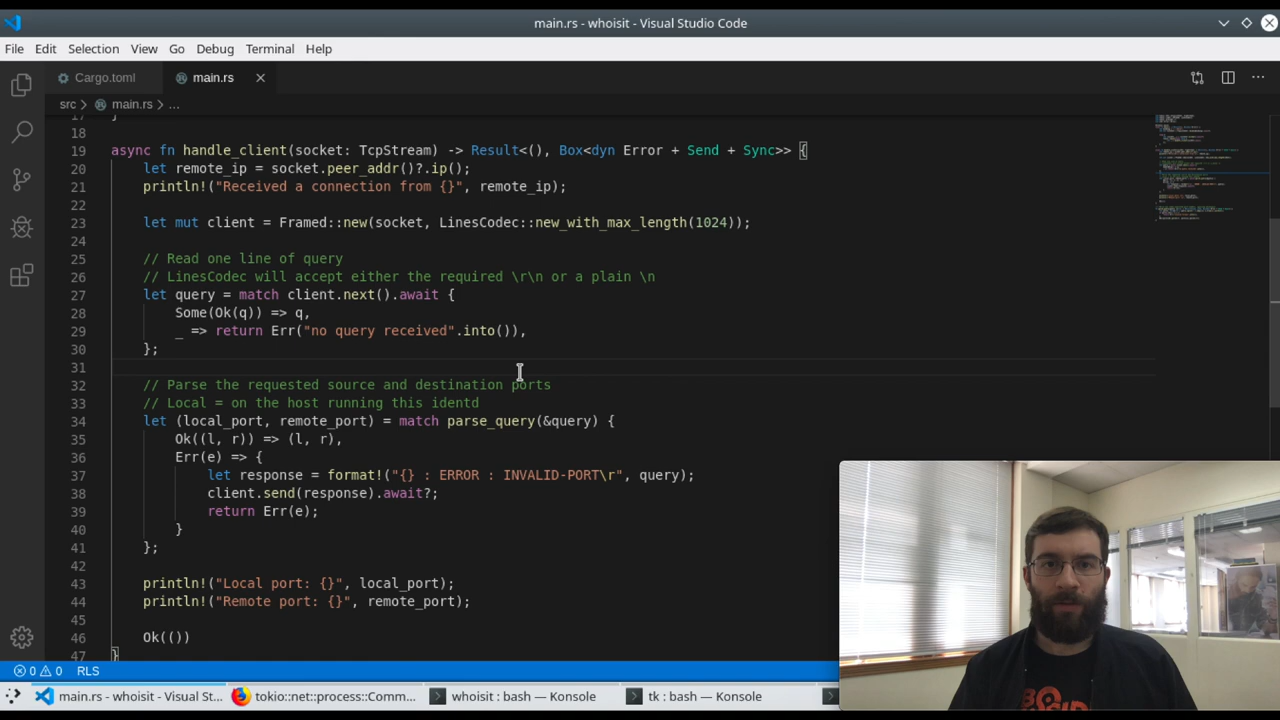 main.rs - whoisit - Visual Studio Code
File Edit Selection View Go Debug Terminal Help
Cargo.toml main.rs
src > main.rs > ...
17 }
18
19 async fn handle_client(socket: TcpStream) -> Result<(), Box<dyn Error + Send + Sync>> {
20 let remote_ip = socket.peer_addr()?.ip();
21 println!("Received a connection from {}", remote_ip);
22
23 let mut client = Framed::new(socket, LinesCodec::new_with_max_length(1024));
24
25 // Read one line of query
26 // LinesCodec will accept either the required \r\n or a plain \n
27 let query = match client.next().await {
28 Some(Ok(q)) => q,
29 _ => return Err("no query received".into()),
30 };
31
32 // Parse the requested source and destination ports
33 // Local = on the host running this identd
34 let (local_port, remote_port) = match parse_query(&query) {
35 Ok((l, r)) => (l, r),
36 Err(e) => {
37 let response = format!("{} : ERROR : INVALID-PORT\r", query);
38 client.send(response).await?;
39 return Err(e);
40 }
41 };
42
43 println!("Local port: {}", local_port);
44 println!("Remote port: {}", remote_port);
45
46 Ok(())
47 }
0 0 RLS
main.rs - whoisit - Visual St... tokio::net::process::Comm... whoisit : bash — Konsole tk : bash — Konsole